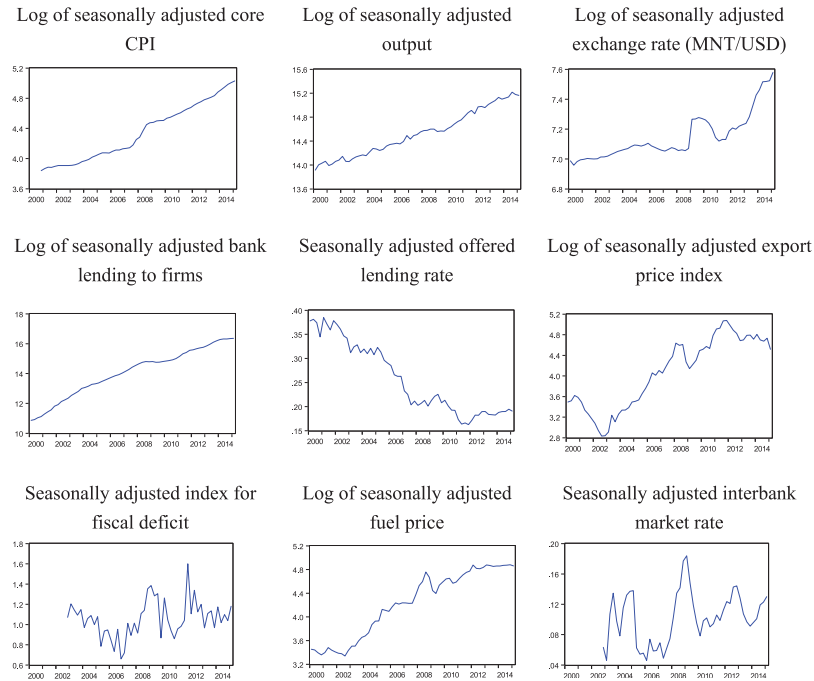 Log of seasonally adjusted core
CPI
5.2
4.8
4.4
4.0
3.6
2000 2002 2004 2006 2008 2010 2012 2014
Log of seasonally adjusted
output
15.6
15.2
14.8
14.4
14.0
13.6
2000 2002 2004 2006 2008 2010 2012 2014
Log of seasonally adjusted
exchange rate (MNT/USD)
7.6
7.4
7.2
7.0
6.8
2000 2002 2004 2006 2008 2010 2012 2014
Log of seasonally adjusted bank
lending to firms
18
16
14
12
10
2000 2002 2004 2006 2008 2010 2012 2014
Seasonally adjusted offered
lending rate
.40
.35
.30
.25
.20
.15
2000 2002 2004 2006 2008 2010 2012 2014
Log of seasonally adjusted export
price index
5.2
4.8
4.4
4.0
3.6
3.2
2.8
2000 2002 2004 2006 2008 2010 2012 2014
Seasonally adjusted index for
fiscal deficit
1.8
1.6
1.4
1.2
1.0
0.8
0.6
2000 2002 2004 2006 2008 2010 2012 2014
Log of seasonally adjusted
fuel price
5.2
4.8
4.4
4.0
3.6
3.2
2000 2002 2004 2006 2008 2010 2012 2014
Seasonally adjusted interbank
market rate
.20
.16
.12
.08
.04
2000 2002 2004 2006 2008 2010 2012 2014